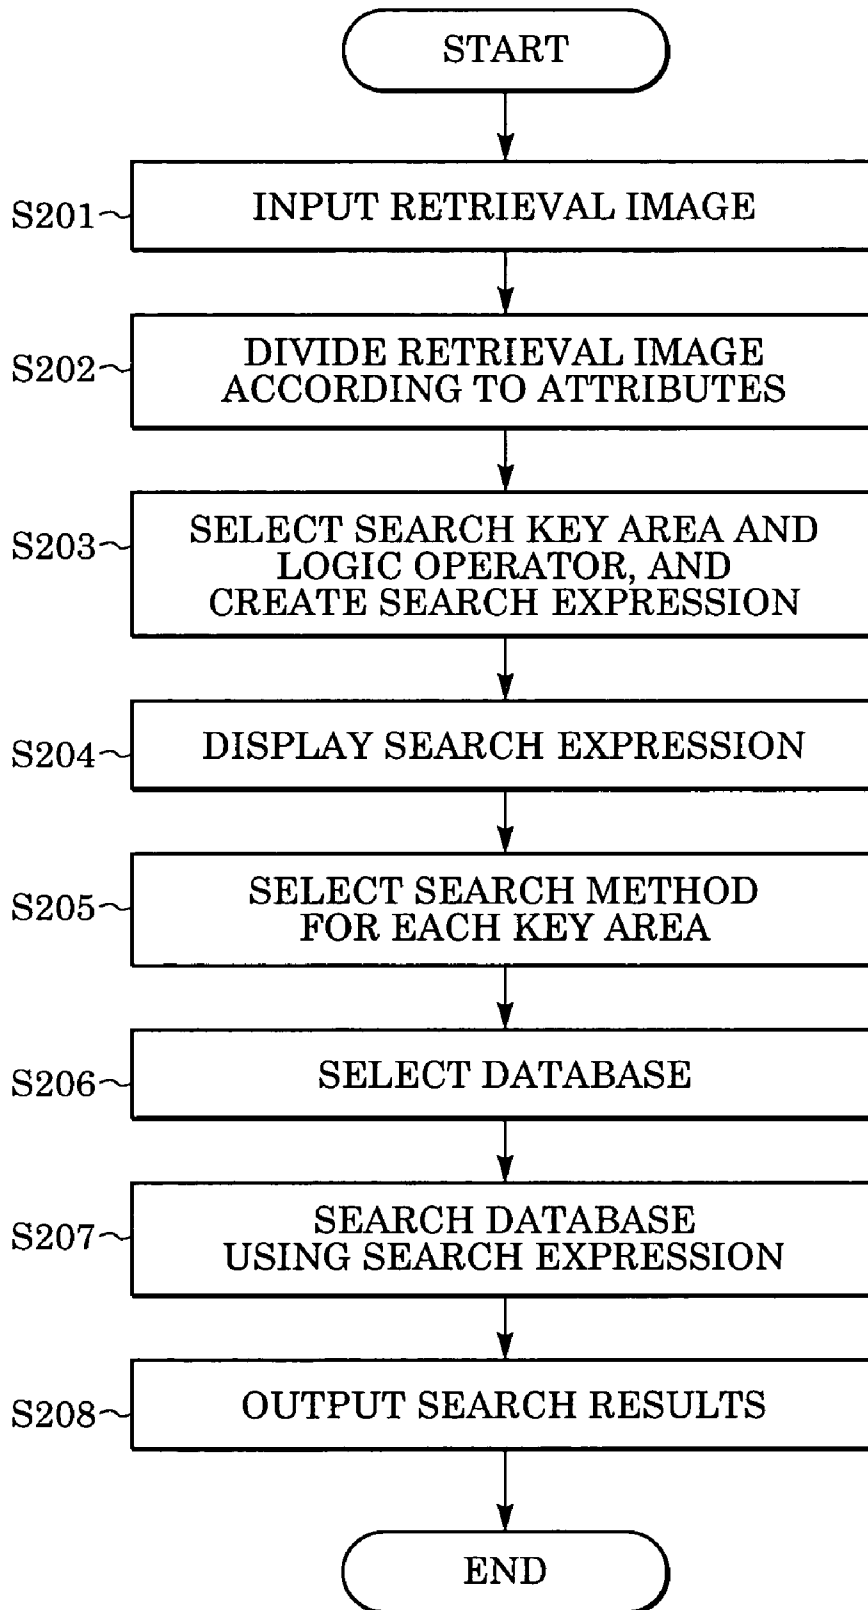 START
S201
INPUT RETRIEVAL IMAGE
S202
DIVIDE RETRIEVAL IMAGE
ACCORDING TO ATTRIBUTES
S203
SELECT SEARCH KEY AREA AND
LOGIC OPERATOR, AND
CREATE SEARCH EXPRESSION
S204
DISPLAY SEARCH EXPRESSION
S205
SELECT SEARCH METHOD
FOR EACH KEY AREA
S206
SELECT DATABASE
S207
SEARCH DATABASE
USING SEARCH EXPRESSION
S208
OUTPUT SEARCH RESULTS
END